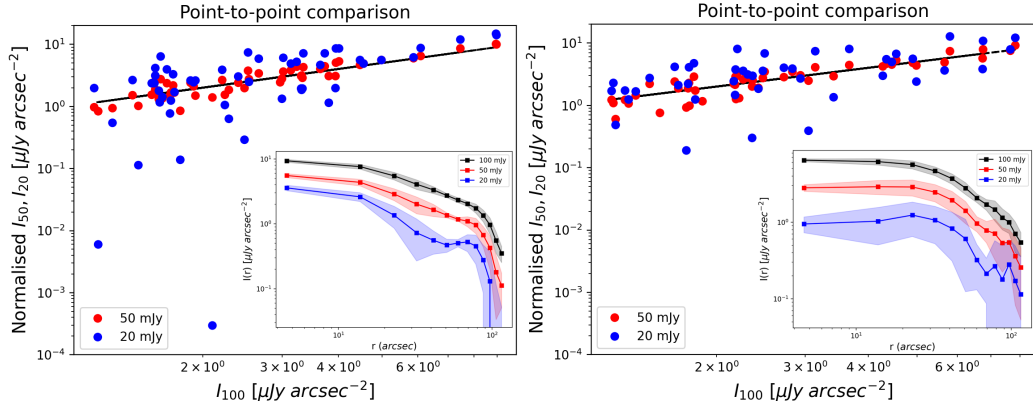 Point-to-point comparison
Normalised I₅₀, I₂₀ [μJy arcsec⁻²]
10¹
10⁰
10⁻¹
10⁻²
10⁻³
10⁻⁴
50 mJy
20 mJy
2 × 10⁰
3 × 10⁰
4 × 10⁰
6 × 10⁰
I₁₀₀ [μJy arcsec⁻²]
100 mJy
50 mJy
20 mJy
I(r) [μJy arcsec⁻²]
10¹
10⁰
10⁻¹
10¹
10²
r (arcsec)
Point-to-point comparison
Normalised I₅₀, I₂₀ [μJy arcsec⁻²]
10¹
10⁰
10⁻¹
10⁻²
10⁻³
10⁻⁴
50 mJy
20 mJy
2 × 10⁰
3 × 10⁰
4 × 10⁰
6 × 10⁰
I₁₀₀ [μJy arcsec⁻²]
100 mJy
50 mJy
20 mJy
I(r) [μJy arcsec⁻²]
10⁰
10⁻¹
10¹
10²
r (arcsec)